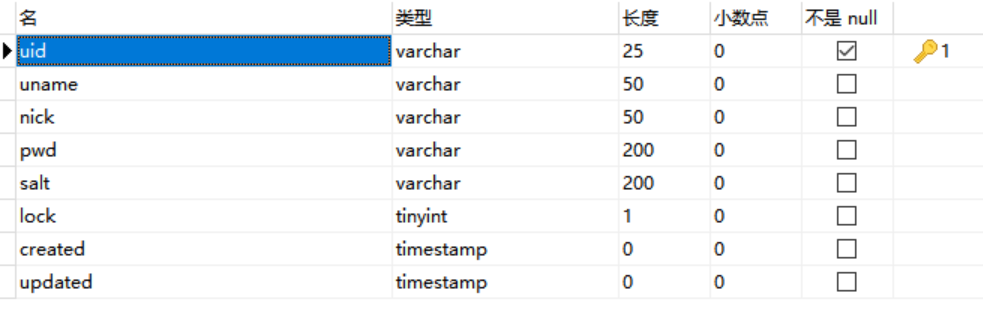 名 类型 长度 小数点 不是 null
uid varchar 25 0 1
uname varchar 50 0
nick varchar 50 0
pwd varchar 200 0
salt varchar 200 0
lock tinyint 1 0
created timestamp 0 0
updated timestamp 0 0